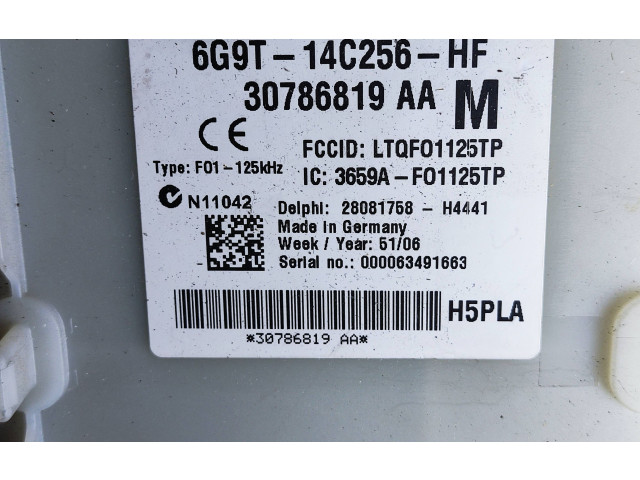 6G9T-14C256-HF
30786819 AA M
CE
FCCID: LTQFO1125TP
Type: FO1-125kHz
IC: 3659A-FO1125TP
N11042
Delphi: 28081758 - H4441
Made in Germany
Week / Year: 51/06
Serial no.: 000063491663
H5PLA
*30786819 AA*